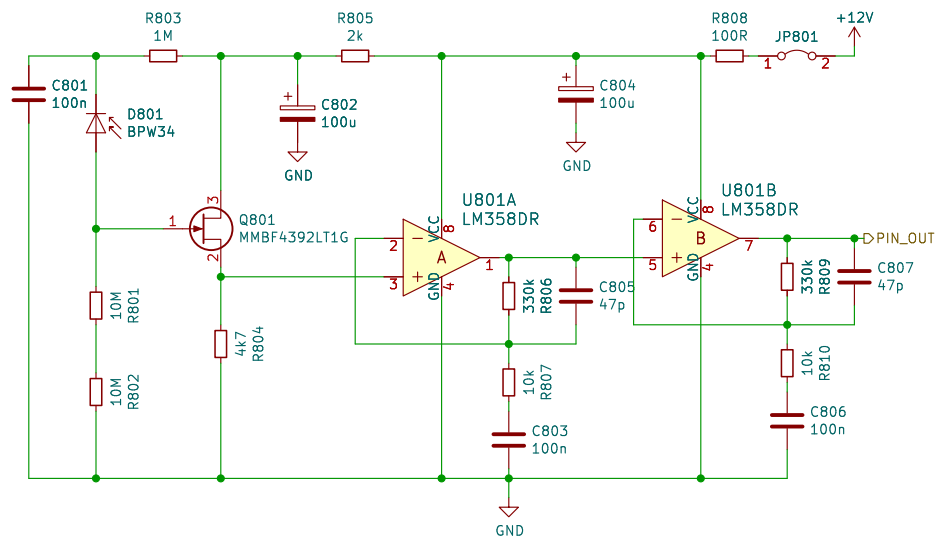 R803
1M
R805
2k
R808
100R
JP801
1
2
+12V
C801
100n
D801
BPW34
C802
100u
GND
C804
100u
GND
3
1
2
Q801
MMBF4392LT1G
U801A
LM358DR
VCC
8
2
−
A
1
+
3
GND
4
U801B
LM358DR
VCC
8
6
−
B
7
+
5
GND
4
PIN_OUT
10M
R801
10M
R802
4k7
R804
330k
R806
C805
47p
10k
R807
C803
100n
330k
R809
C807
47p
10k
R810
C806
100n
GND